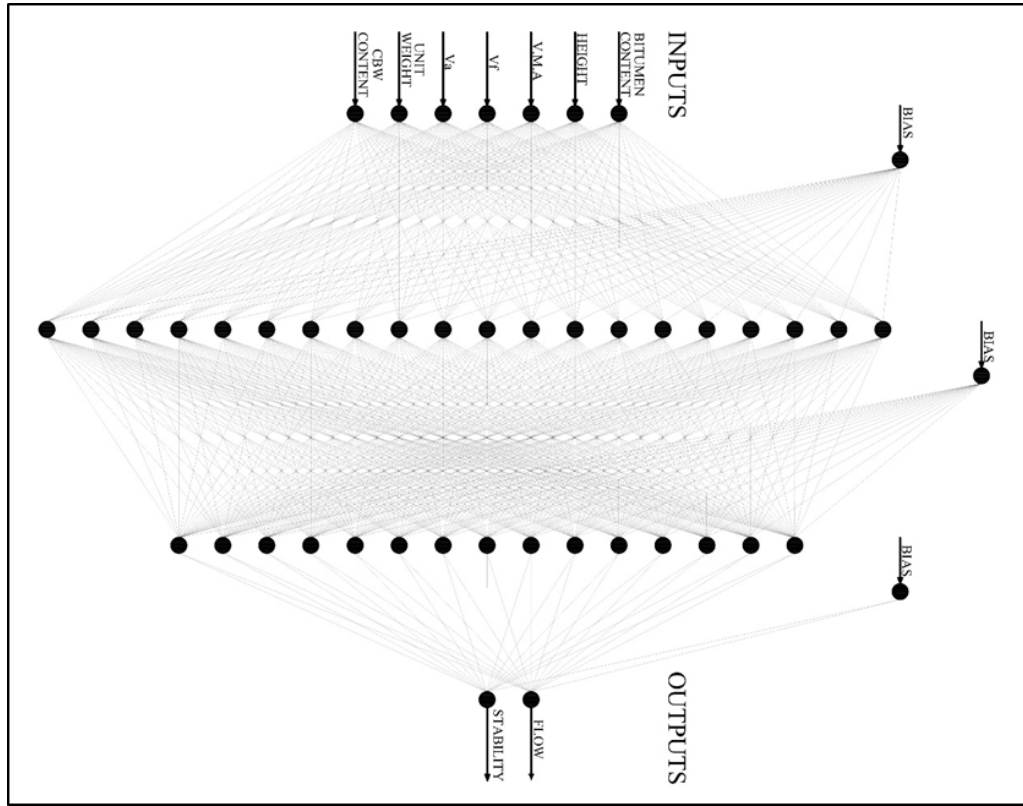 BIAS
BIAS
BIAS
INPUTS
OUTPUTS
BITUMEN
CONTENT
HEIGHT
V.M.A
Vf
Va
UNIT
WEIGHT
CBW
CONTENT
FLOW
STABILITY